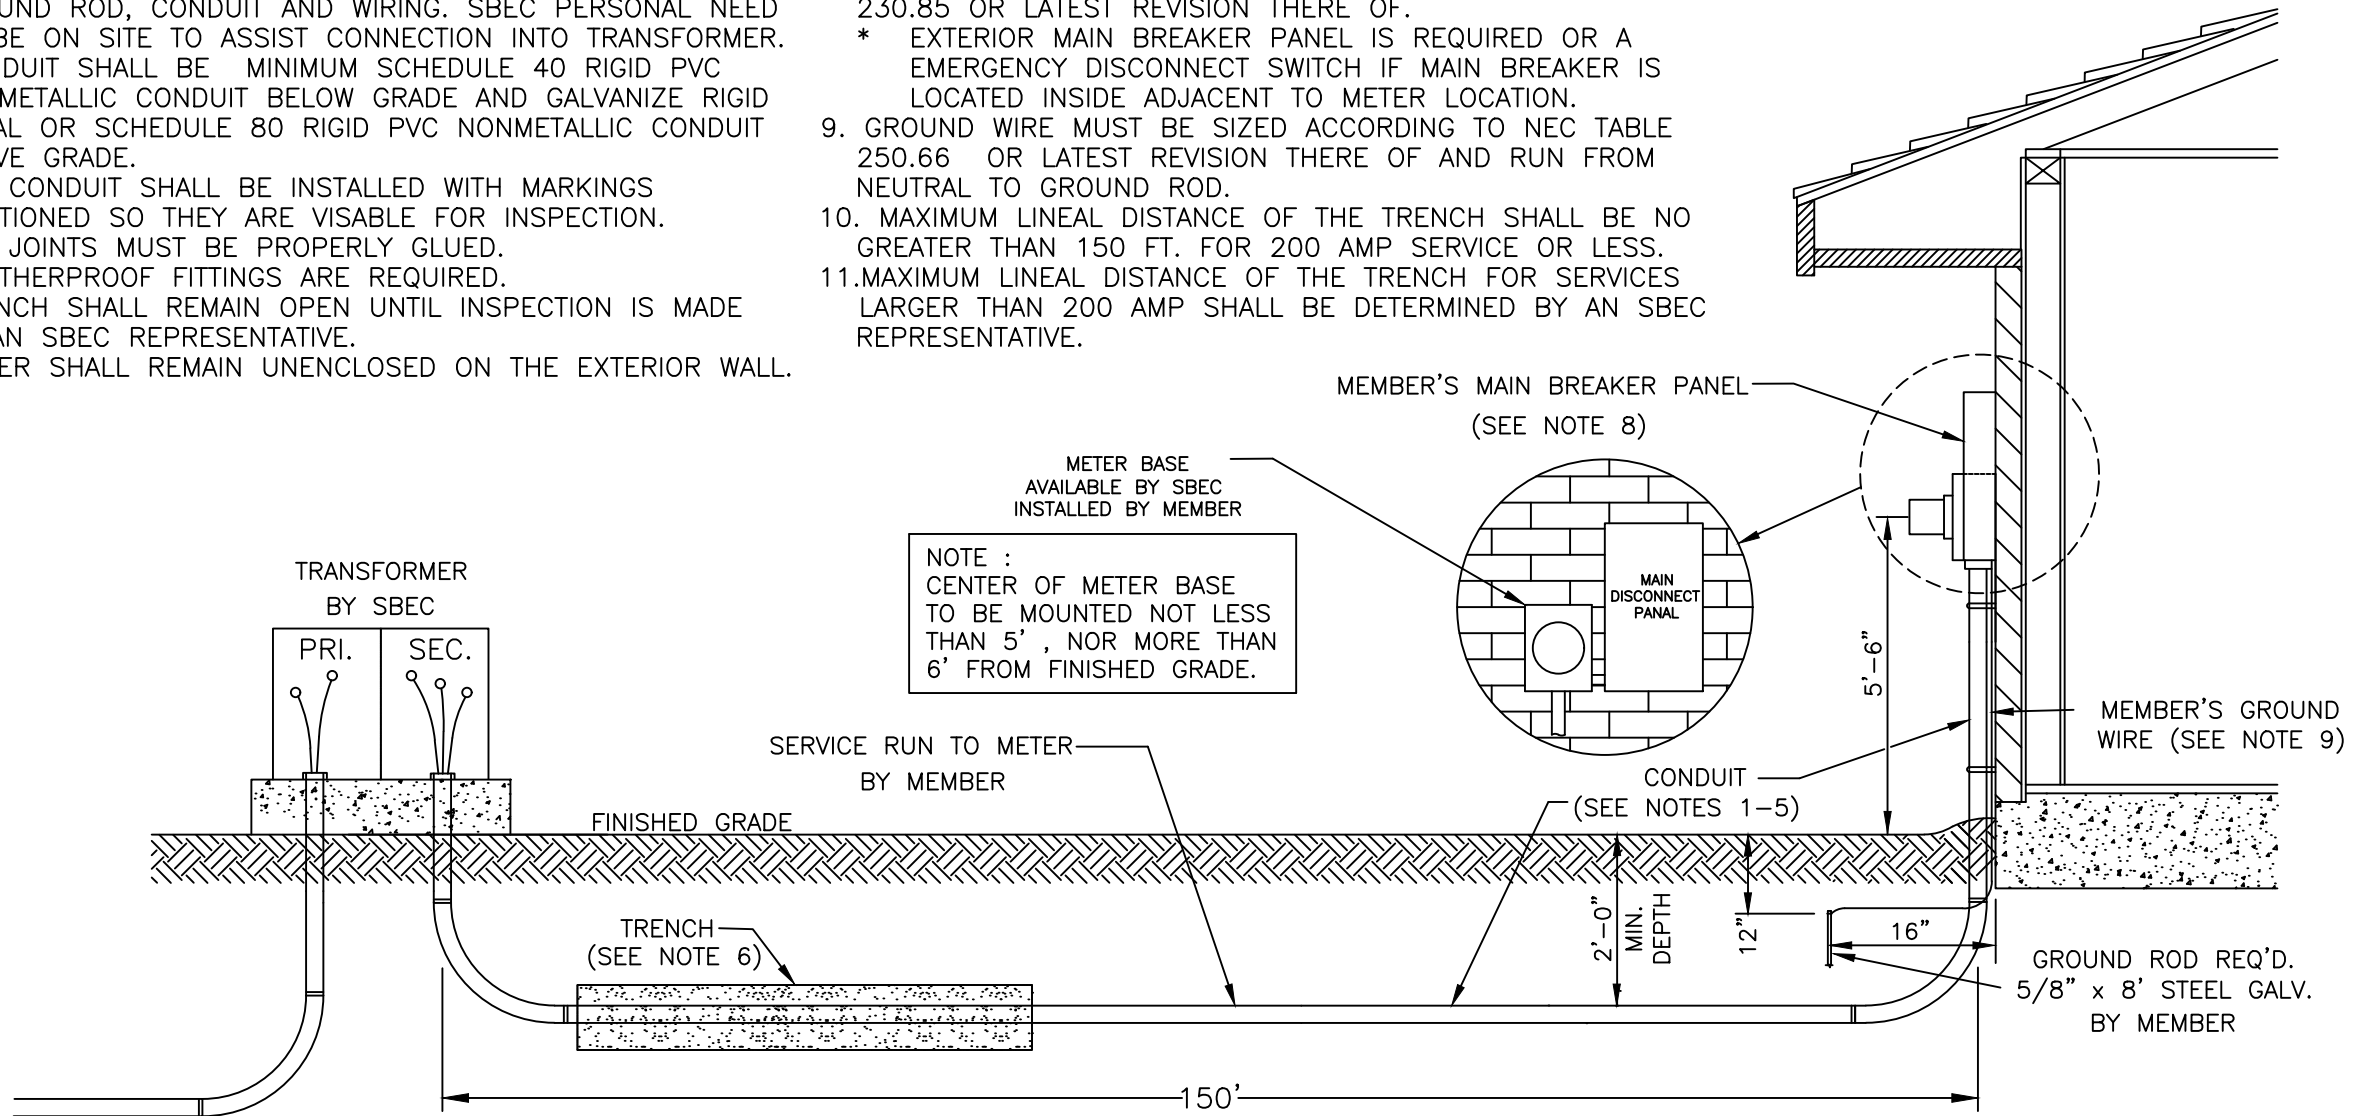 UND ROD, CONDUIT AND WIRING. SBEC PERSONAL NEED
BE ON SITE TO ASSIST CONNECTION INTO TRANSFORMER.
DUIT SHALL BE MINIMUM SCHEDULE 40 RIGID PVC
METALLIC CONDUIT BELOW GRADE AND GALVANIZE RIGID
AL OR SCHEDULE 80 RIGID PVC NONMETALLIC CONDUIT
VE GRADE.
CONDUIT SHALL BE INSTALLED WITH MARKINGS
TIONED SO THEY ARE VISABLE FOR INSPECTION.
JOINTS MUST BE PROPERLY GLUED.
THERPROOF FITTINGS ARE REQUIRED.
NCH SHALL REMAIN OPEN UNTIL INSPECTION IS MADE
AN SBEC REPRESENTATIVE.
ER SHALL REMAIN UNENCLOSED ON THE EXTERIOR WALL.
230.85 OR LATEST REVISION THERE OF.
* EXTERIOR MAIN BREAKER PANEL IS REQUIRED OR A
EMERGENCY DISCONNECT SWITCH IF MAIN BREAKER IS
LOCATED INSIDE ADJACENT TO METER LOCATION.
9. GROUND WIRE MUST BE SIZED ACCORDING TO NEC TABLE
250.66 OR LATEST REVISION THERE OF AND RUN FROM
NEUTRAL TO GROUND ROD.
10. MAXIMUM LINEAL DISTANCE OF THE TRENCH SHALL BE NO
GREATER THAN 150 FT. FOR 200 AMP SERVICE OR LESS.
11.MAXIMUM LINEAL DISTANCE OF THE TRENCH FOR SERVICES
LARGER THAN 200 AMP SHALL BE DETERMINED BY AN SBEC
REPRESENTATIVE.
MEMBER'S MAIN BREAKER PANEL
(SEE NOTE 8)
METER BASE
AVAILABLE BY SBEC
INSTALLED BY MEMBER
NOTE :
CENTER OF METER BASE
TO BE MOUNTED NOT LESS
THAN 5' , NOR MORE THAN
6' FROM FINISHED GRADE.
MAIN
DISCONNECT
PANAL
TRANSFORMER
BY SBEC
PRI.
SEC.
5'-6"
MEMBER'S GROUND
WIRE (SEE NOTE 9)
SERVICE RUN TO METER
BY MEMBER
CONDUIT
(SEE NOTES 1-5)
FINISHED GRADE
TRENCH
(SEE NOTE 6)
2'-0"
MIN.
DEPTH
12"
16"
GROUND ROD REQ'D.
5/8" x 8' STEEL GALV.
BY MEMBER
150'